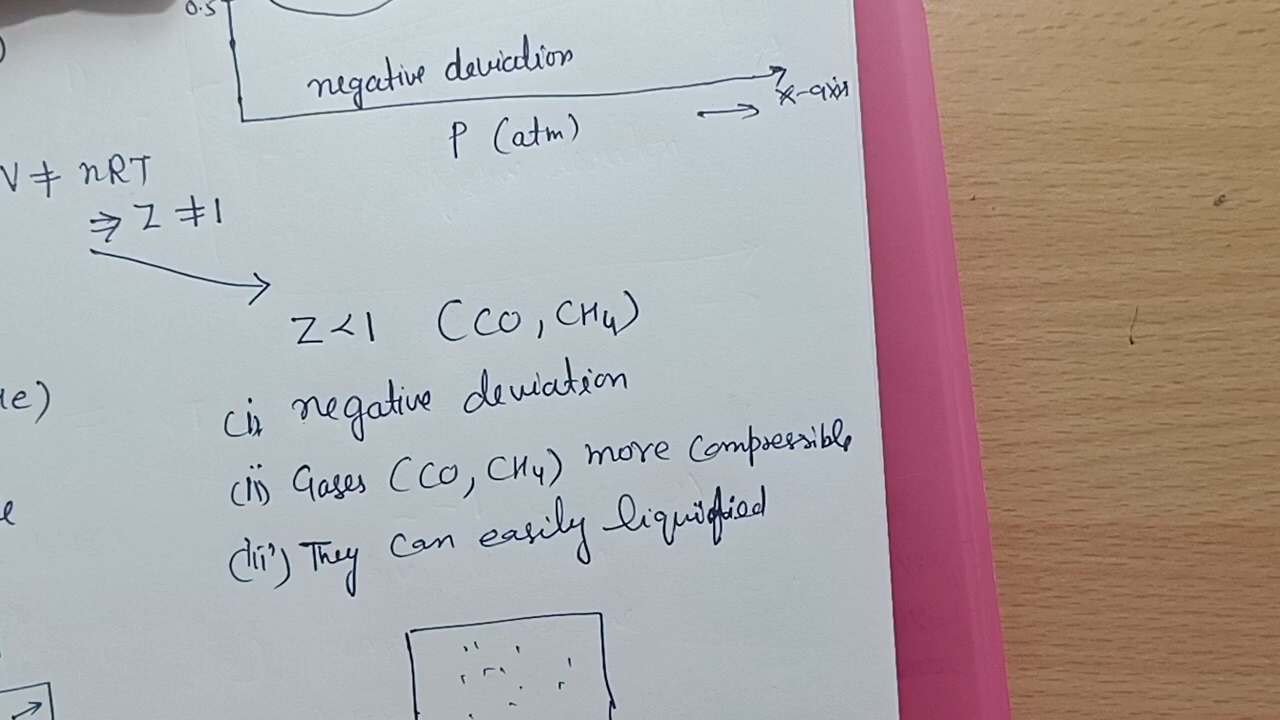 0.5
negative deviation
x-axis
P (atm)
V ≠ nRT
⇒ Z ≠ 1
Z < 1 (CO, CH4)
(i) negative deviation
(ii) Gases (CO, CH4) more compressible
(iii) They can easily liquified